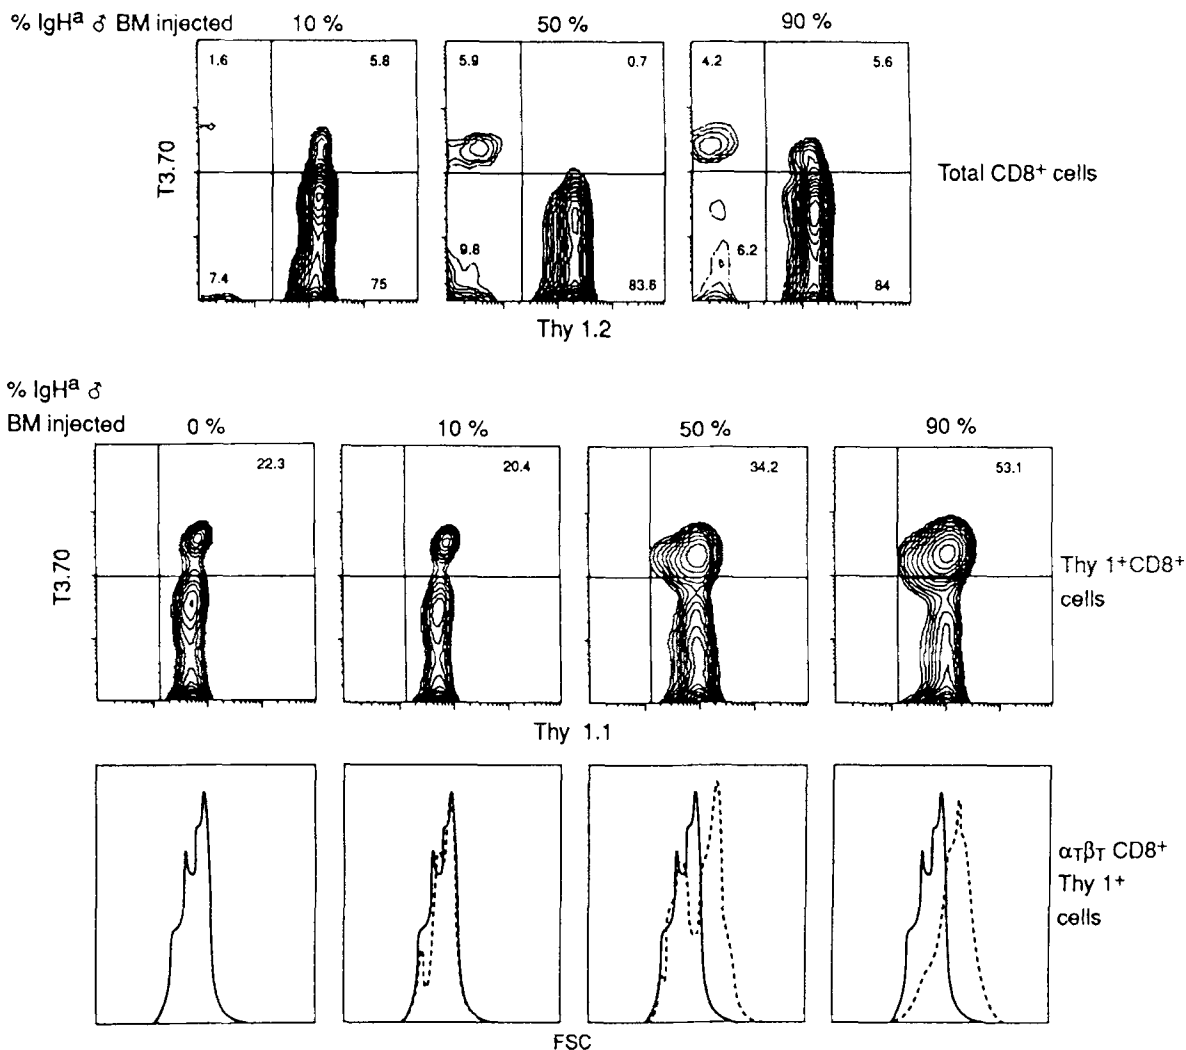 % IgHa ♂ BM injected 10 % 50 % 90 %
1.6 5.8 5.9 0.7 4.2 5.6
T3.70
Total CD8+ cells
7.4 75 9.8 83.6 6.2 84
Thy 1.2
% IgHa ♂
BM injected 0 % 10 % 50 % 90 %
22.3 20.4 34.2 53.1
T3.70
Thy 1+CD8+
cells
Thy 1.1
αTβT CD8+
Thy 1+
cells
FSC